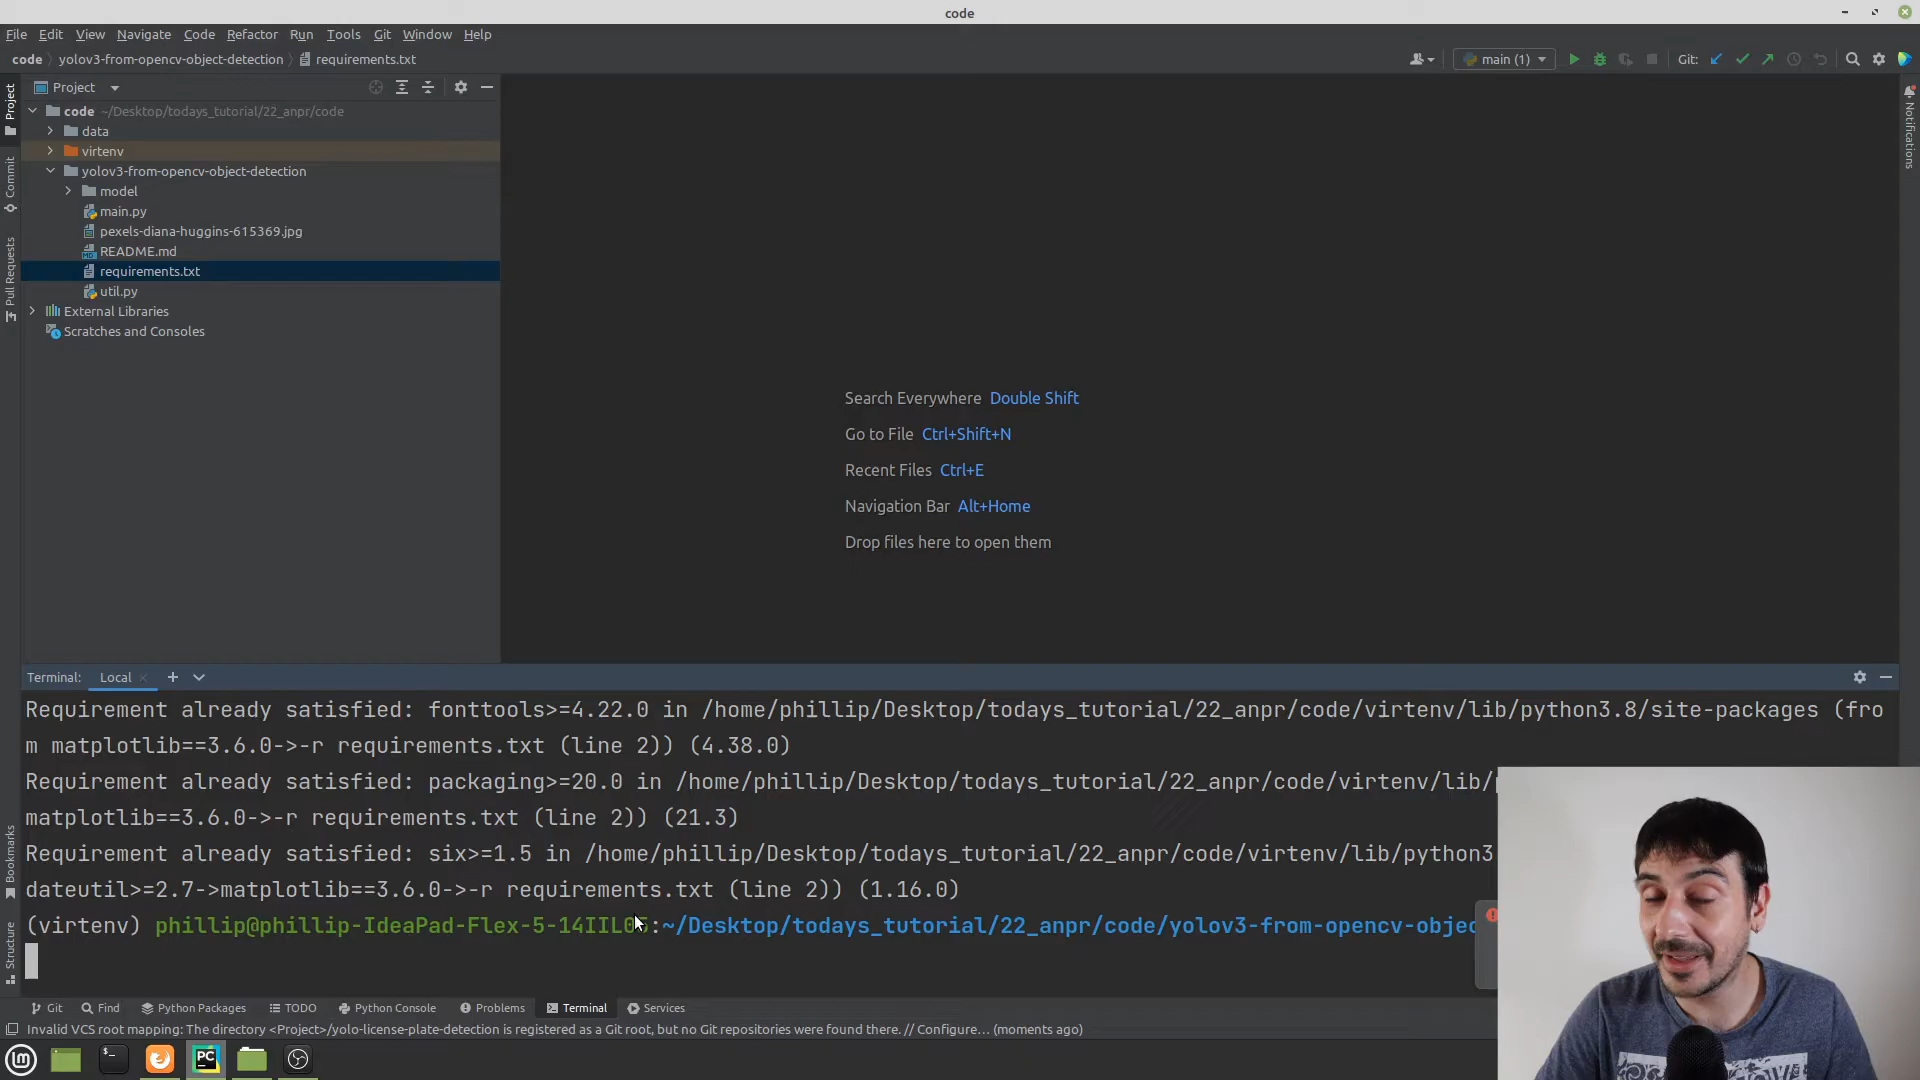 code
File Edit View Navigate Code Refactor Run Tools Git Window Help
code yolov3-from-opencv-object-detection requirements.txt
main (1) Git:
Project
code ~/Desktop/todays_tutorial/22_anpr/code
data
virtenv
yolov3-from-opencv-object-detection
model
main.py
pexels-diana-huggins-615369.jpg
README.md
requirements.txt
util.py
External Libraries
Scratches and Consoles
Project
Commit
Pull Requests
Bookmarks
Structure
Notifications
Search Everywhere Double Shift
Go to File Ctrl+Shift+N
Recent Files Ctrl+E
Navigation Bar Alt+Home
Drop files here to open them
Terminal: Local
Requirement already satisfied: fonttools>=4.22.0 in /home/phillip/Desktop/todays_tutorial/22_anpr/code/virtenv/lib/python3.8/site-packages (fro
m matplotlib==3.6.0->-r requirements.txt (line 2)) (4.38.0)
Requirement already satisfied: packaging>=20.0 in /home/phillip/Desktop/todays_tutorial/22_anpr/code/virtenv/lib/
matplotlib==3.6.0->-r requirements.txt (line 2)) (21.3)
Requirement already satisfied: six>=1.5 in /home/phillip/Desktop/todays_tutorial/22_anpr/code/virtenv/lib/python3
dateutil>=2.7->matplotlib==3.6.0->-r requirements.txt (line 2)) (1.16.0)
(virtenv) phillip@phillip-IdeaPad-Flex-5-14IIL05:~/Desktop/todays_tutorial/22_anpr/code/yolov3-from-opencv-objec
Git Find Python Packages TODO Python Console Problems Terminal Services
Invalid VCS root mapping: The directory <Project>/yolo-license-plate-detection is registered as a Git root, but no Git repositories were found there. // Configure... (moments ago)
PC